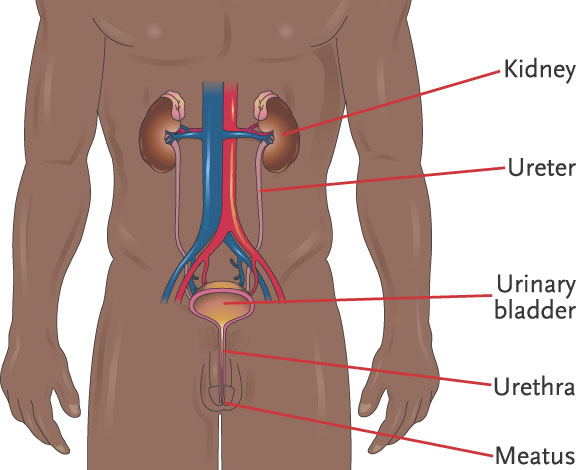 Kidney
Ureter
Urinary
bladder
Urethra
Meatus